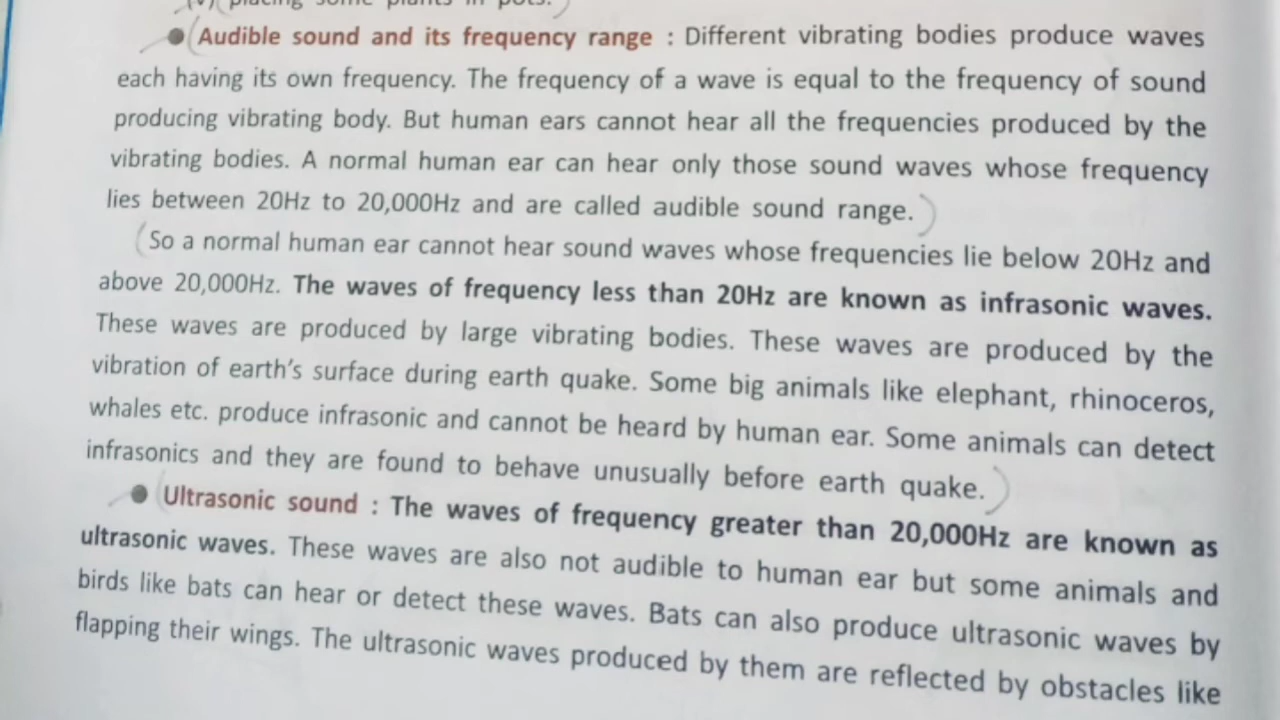 (v) (placing some plants in pots.)
● (Audible sound and its frequency range : Different vibrating bodies produce waves
each having its own frequency. The frequency of a wave is equal to the frequency of sound
producing vibrating body. But human ears cannot hear all the frequencies produced by the
vibrating bodies. A normal human ear can hear only those sound waves whose frequency
lies between 20Hz to 20,000Hz and are called audible sound range.)
(So a normal human ear cannot hear sound waves whose frequencies lie below 20Hz and
above 20,000Hz. The waves of frequency less than 20Hz are known as infrasonic waves.
These waves are produced by large vibrating bodies. These waves are produced by the
vibration of earth's surface during earth quake. Some big animals like elephant, rhinoceros,
whales etc. produce infrasonic and cannot be heard by human ear. Some animals can detect
infrasonics and they are found to behave unusually before earth quake.)
● (Ultrasonic sound : The waves of frequency greater than 20,000Hz are known as
ultrasonic waves. These waves are also not audible to human ear but some animals and
birds like bats can hear or detect these waves. Bats can also produce ultrasonic waves by
flapping their wings. The ultrasonic waves produced by them are reflected by obstacles like